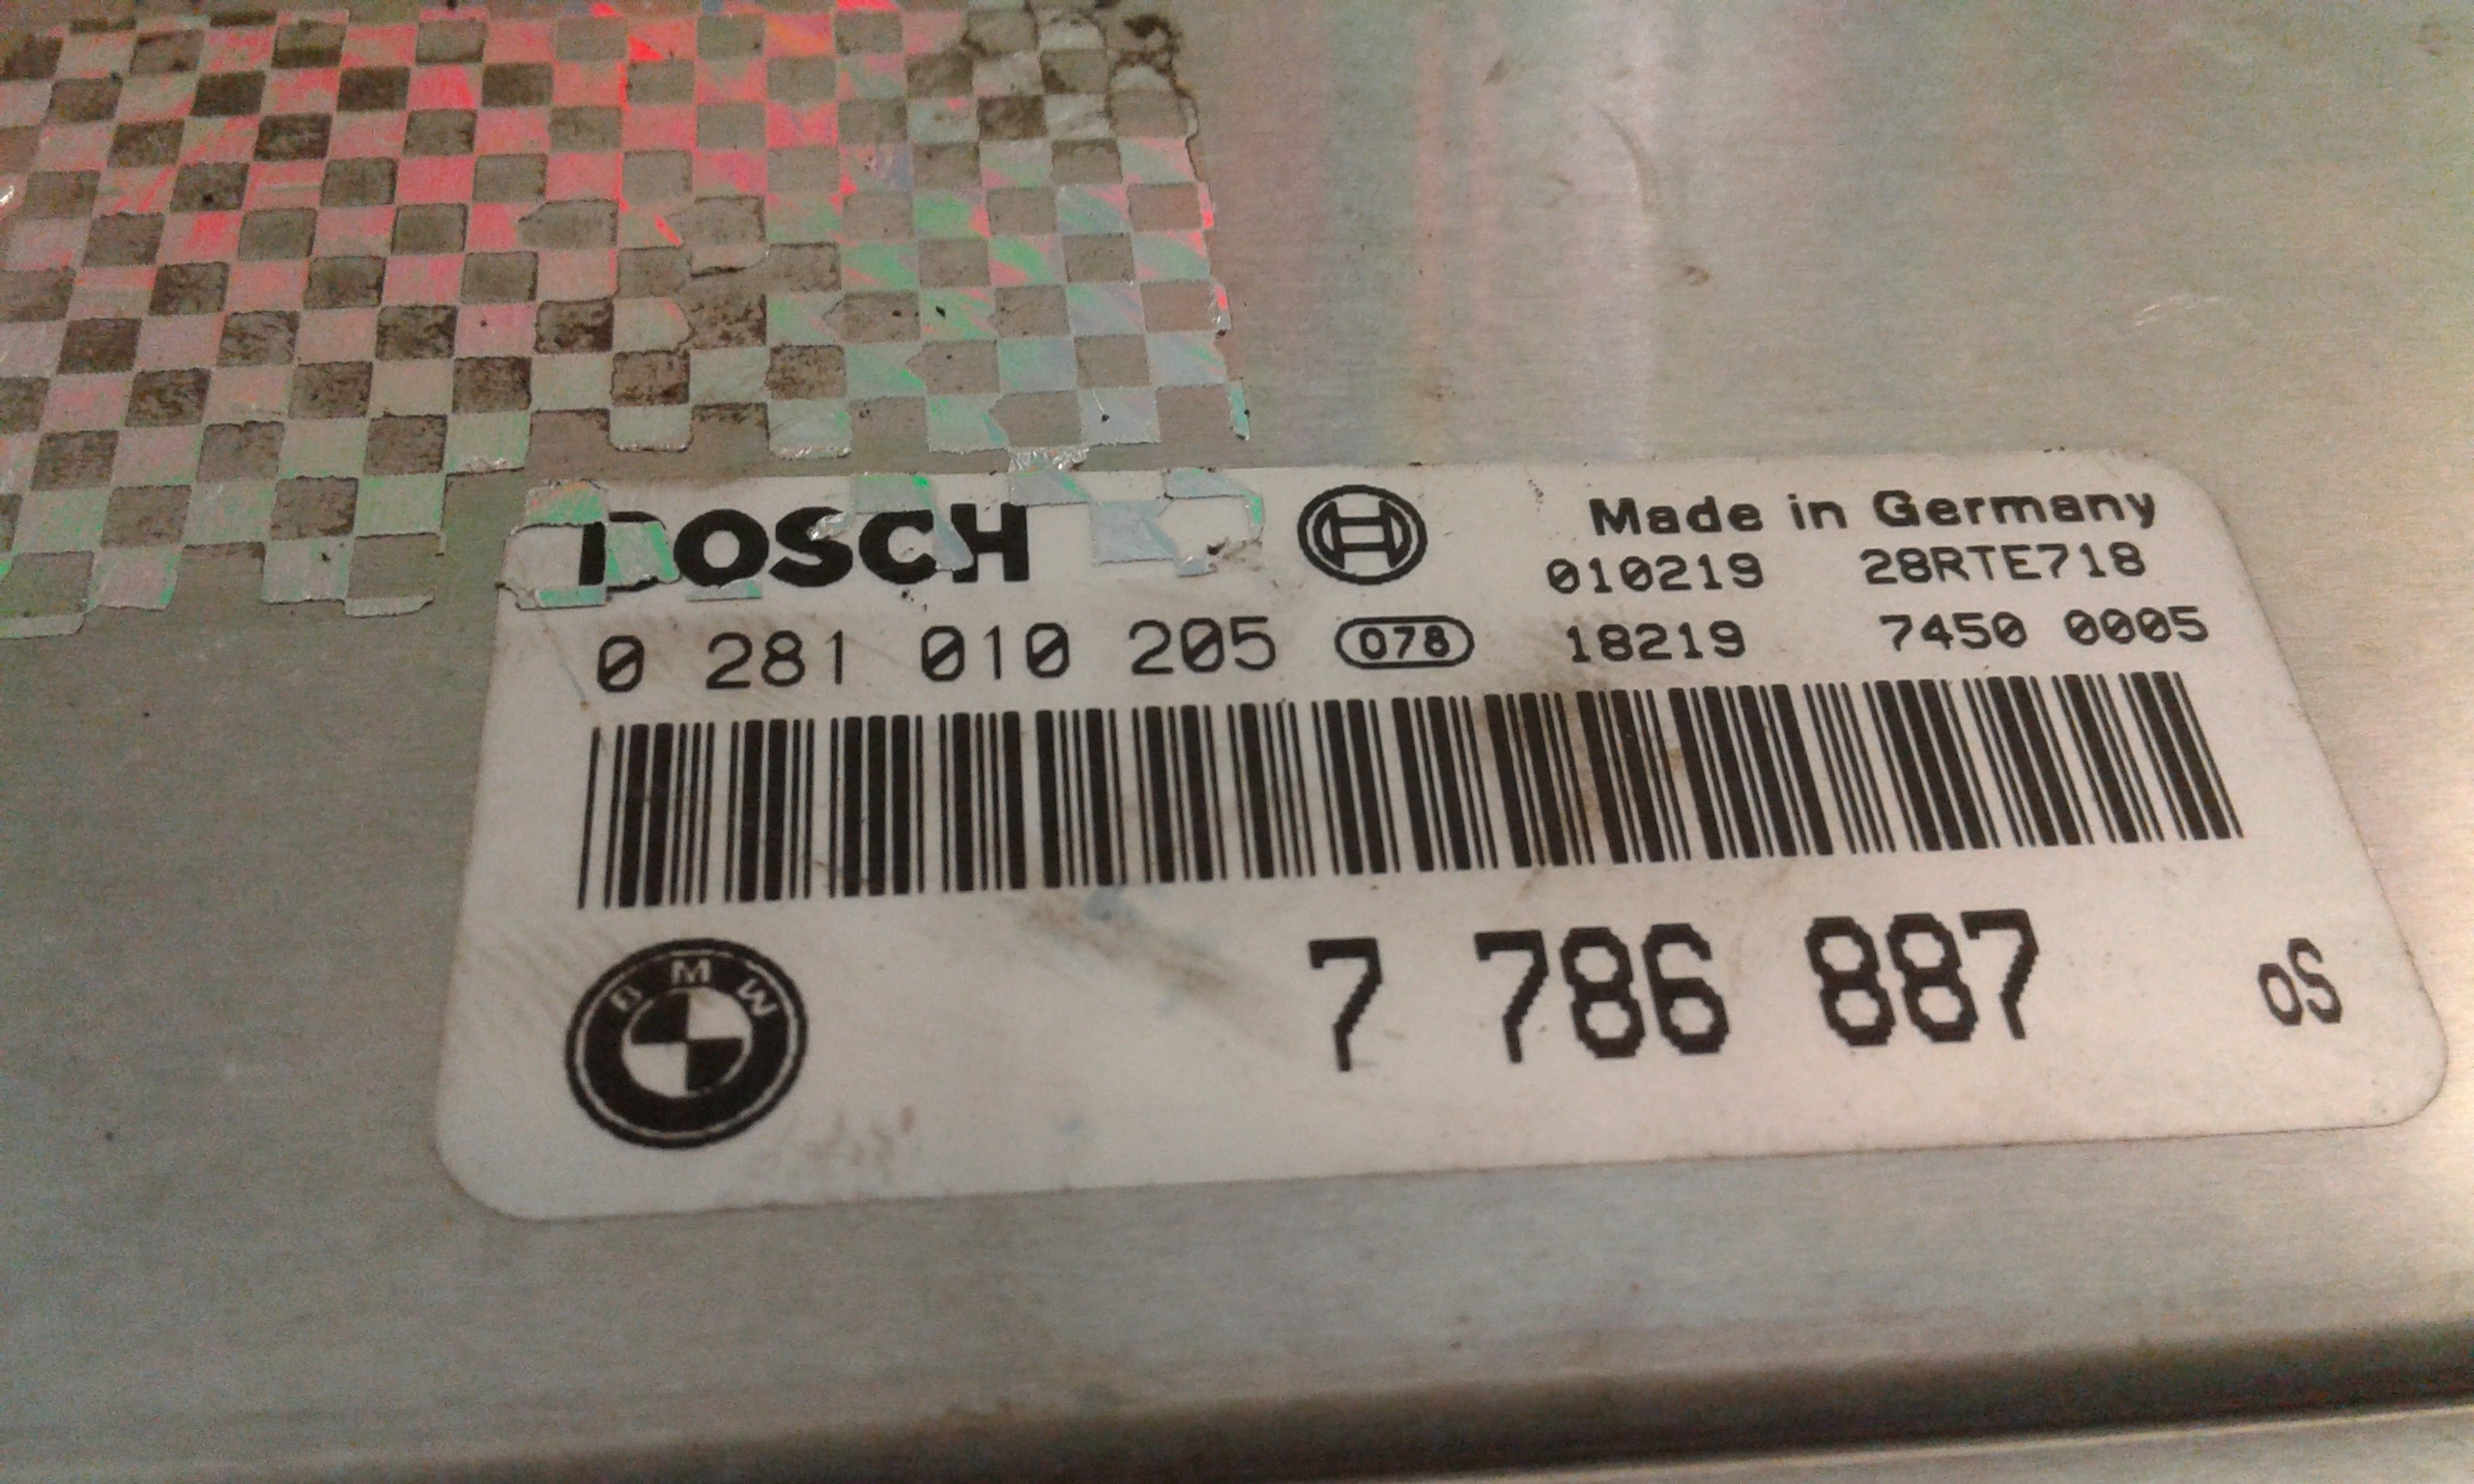 BOSCH
Made in Germany
010219 28RTE718
0 281 010 205 078 18219 7450 0005
BMW
7 786 887 oS